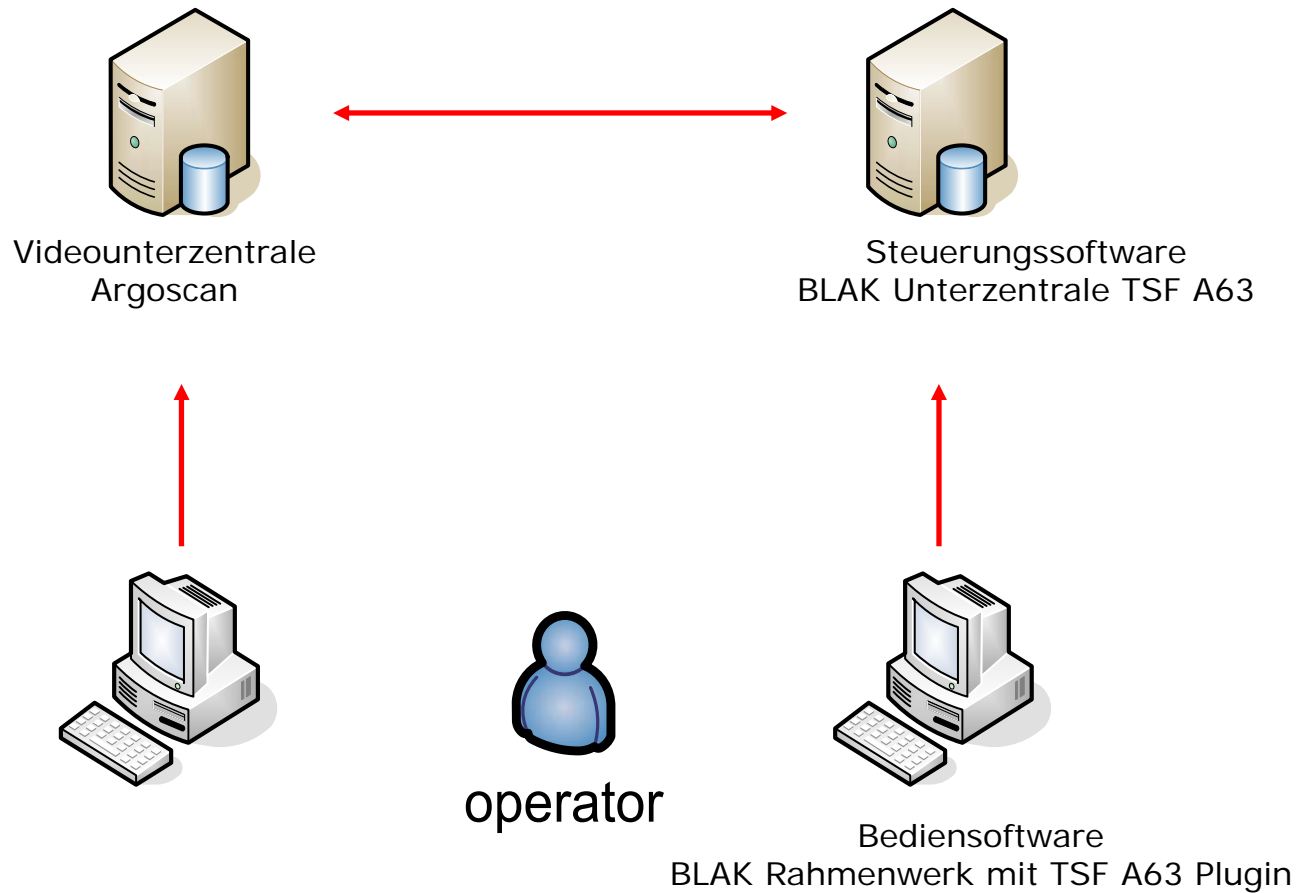 Videounterzentrale
Argoscan
Steuerungssoftware
BLAK Unterzentrale TSF A63
operator
Bediensoftware
BLAK Rahmenwerk mit TSF A63 Plugin